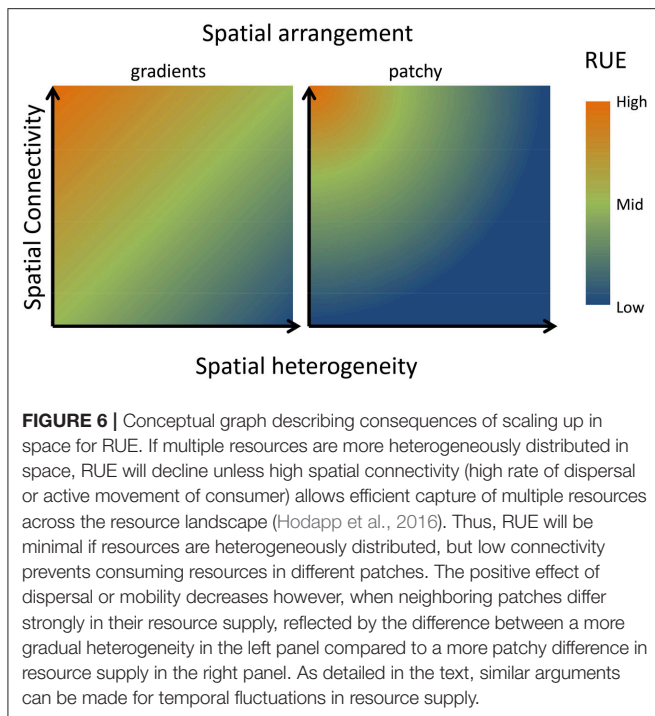 Spatial arrangement
gradients
patchy
RUE
High
Mid
Low
Spatial Connectivity
Spatial heterogeneity
FIGURE 6 | Conceptual graph describing consequences of scaling up in
space for RUE. If multiple resources are more heterogeneously distributed in
space, RUE will decline unless high spatial connectivity (high rate of dispersal
or active movement of consumer) allows efficient capture of multiple resources
across the resource landscape (Hodapp et al., 2016). Thus, RUE will be
minimal if resources are heterogeneously distributed, but low connectivity
prevents consuming resources in different patches. The positive effect of
dispersal or mobility decreases however, when neighboring patches differ
strongly in their resource supply, reflected by the difference between a more
gradual heterogeneity in the left panel compared to a more patchy difference in
resource supply in the right panel. As detailed in the text, similar arguments
can be made for temporal fluctuations in resource supply.